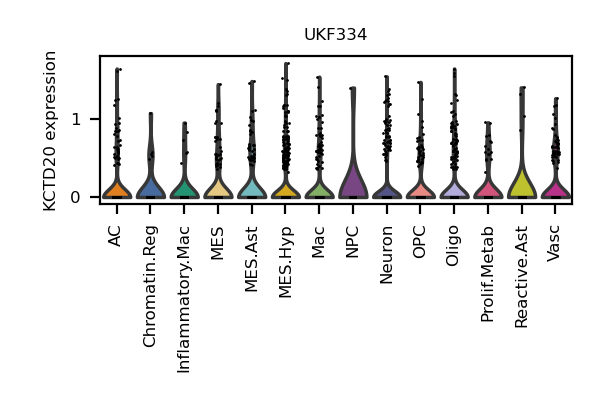 UKF334
KCTD20 expression
1
0
AC
Chromatin.Reg
Inflammatory.Mac
MES
MES.Ast
MES.Hyp
Mac
NPC
Neuron
OPC
Oligo
Prolif.Metab
Reactive.Ast
Vasc